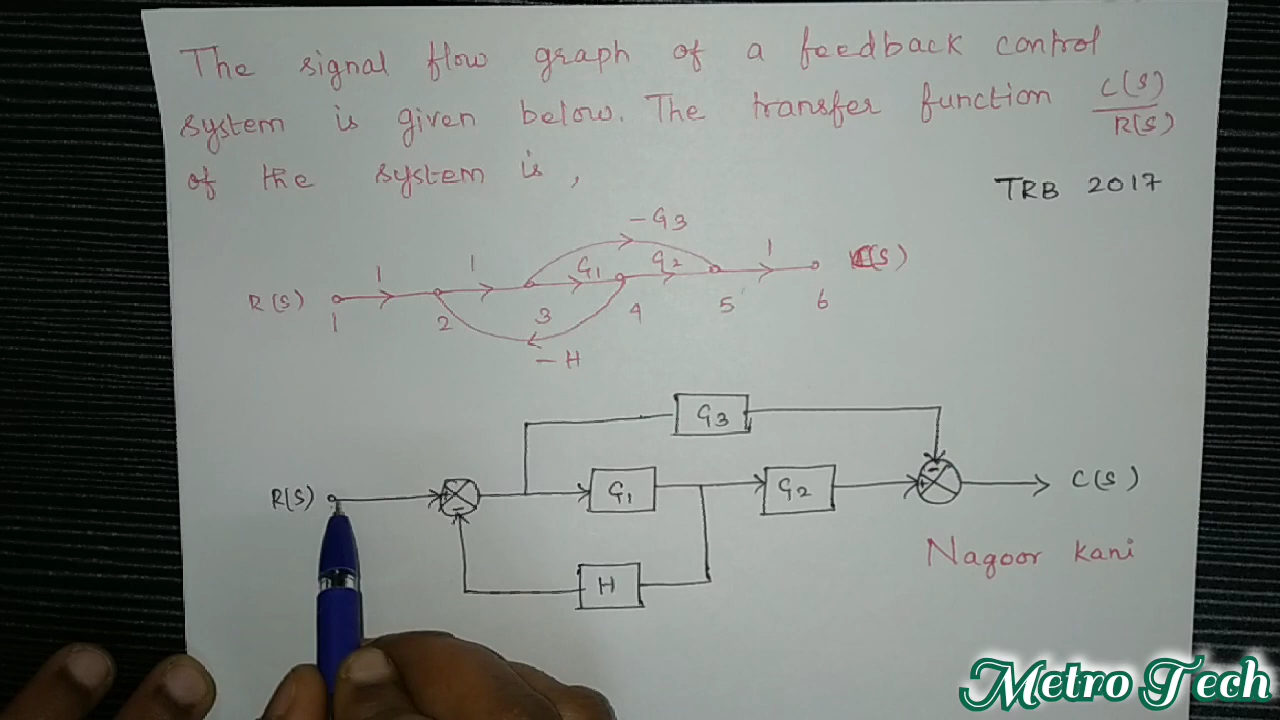 The signal flow graph of a feedback control
system is given below. The transfer function C(S)/R(S)
of the system is,
TRB 2017
-G3
1 1 G1 G2 1
R(S) C(S)
1 2 3 4 5 6
-H
G3
R(S) G1 G2 C(S)
H
Nagoor Kani
Metro Tech